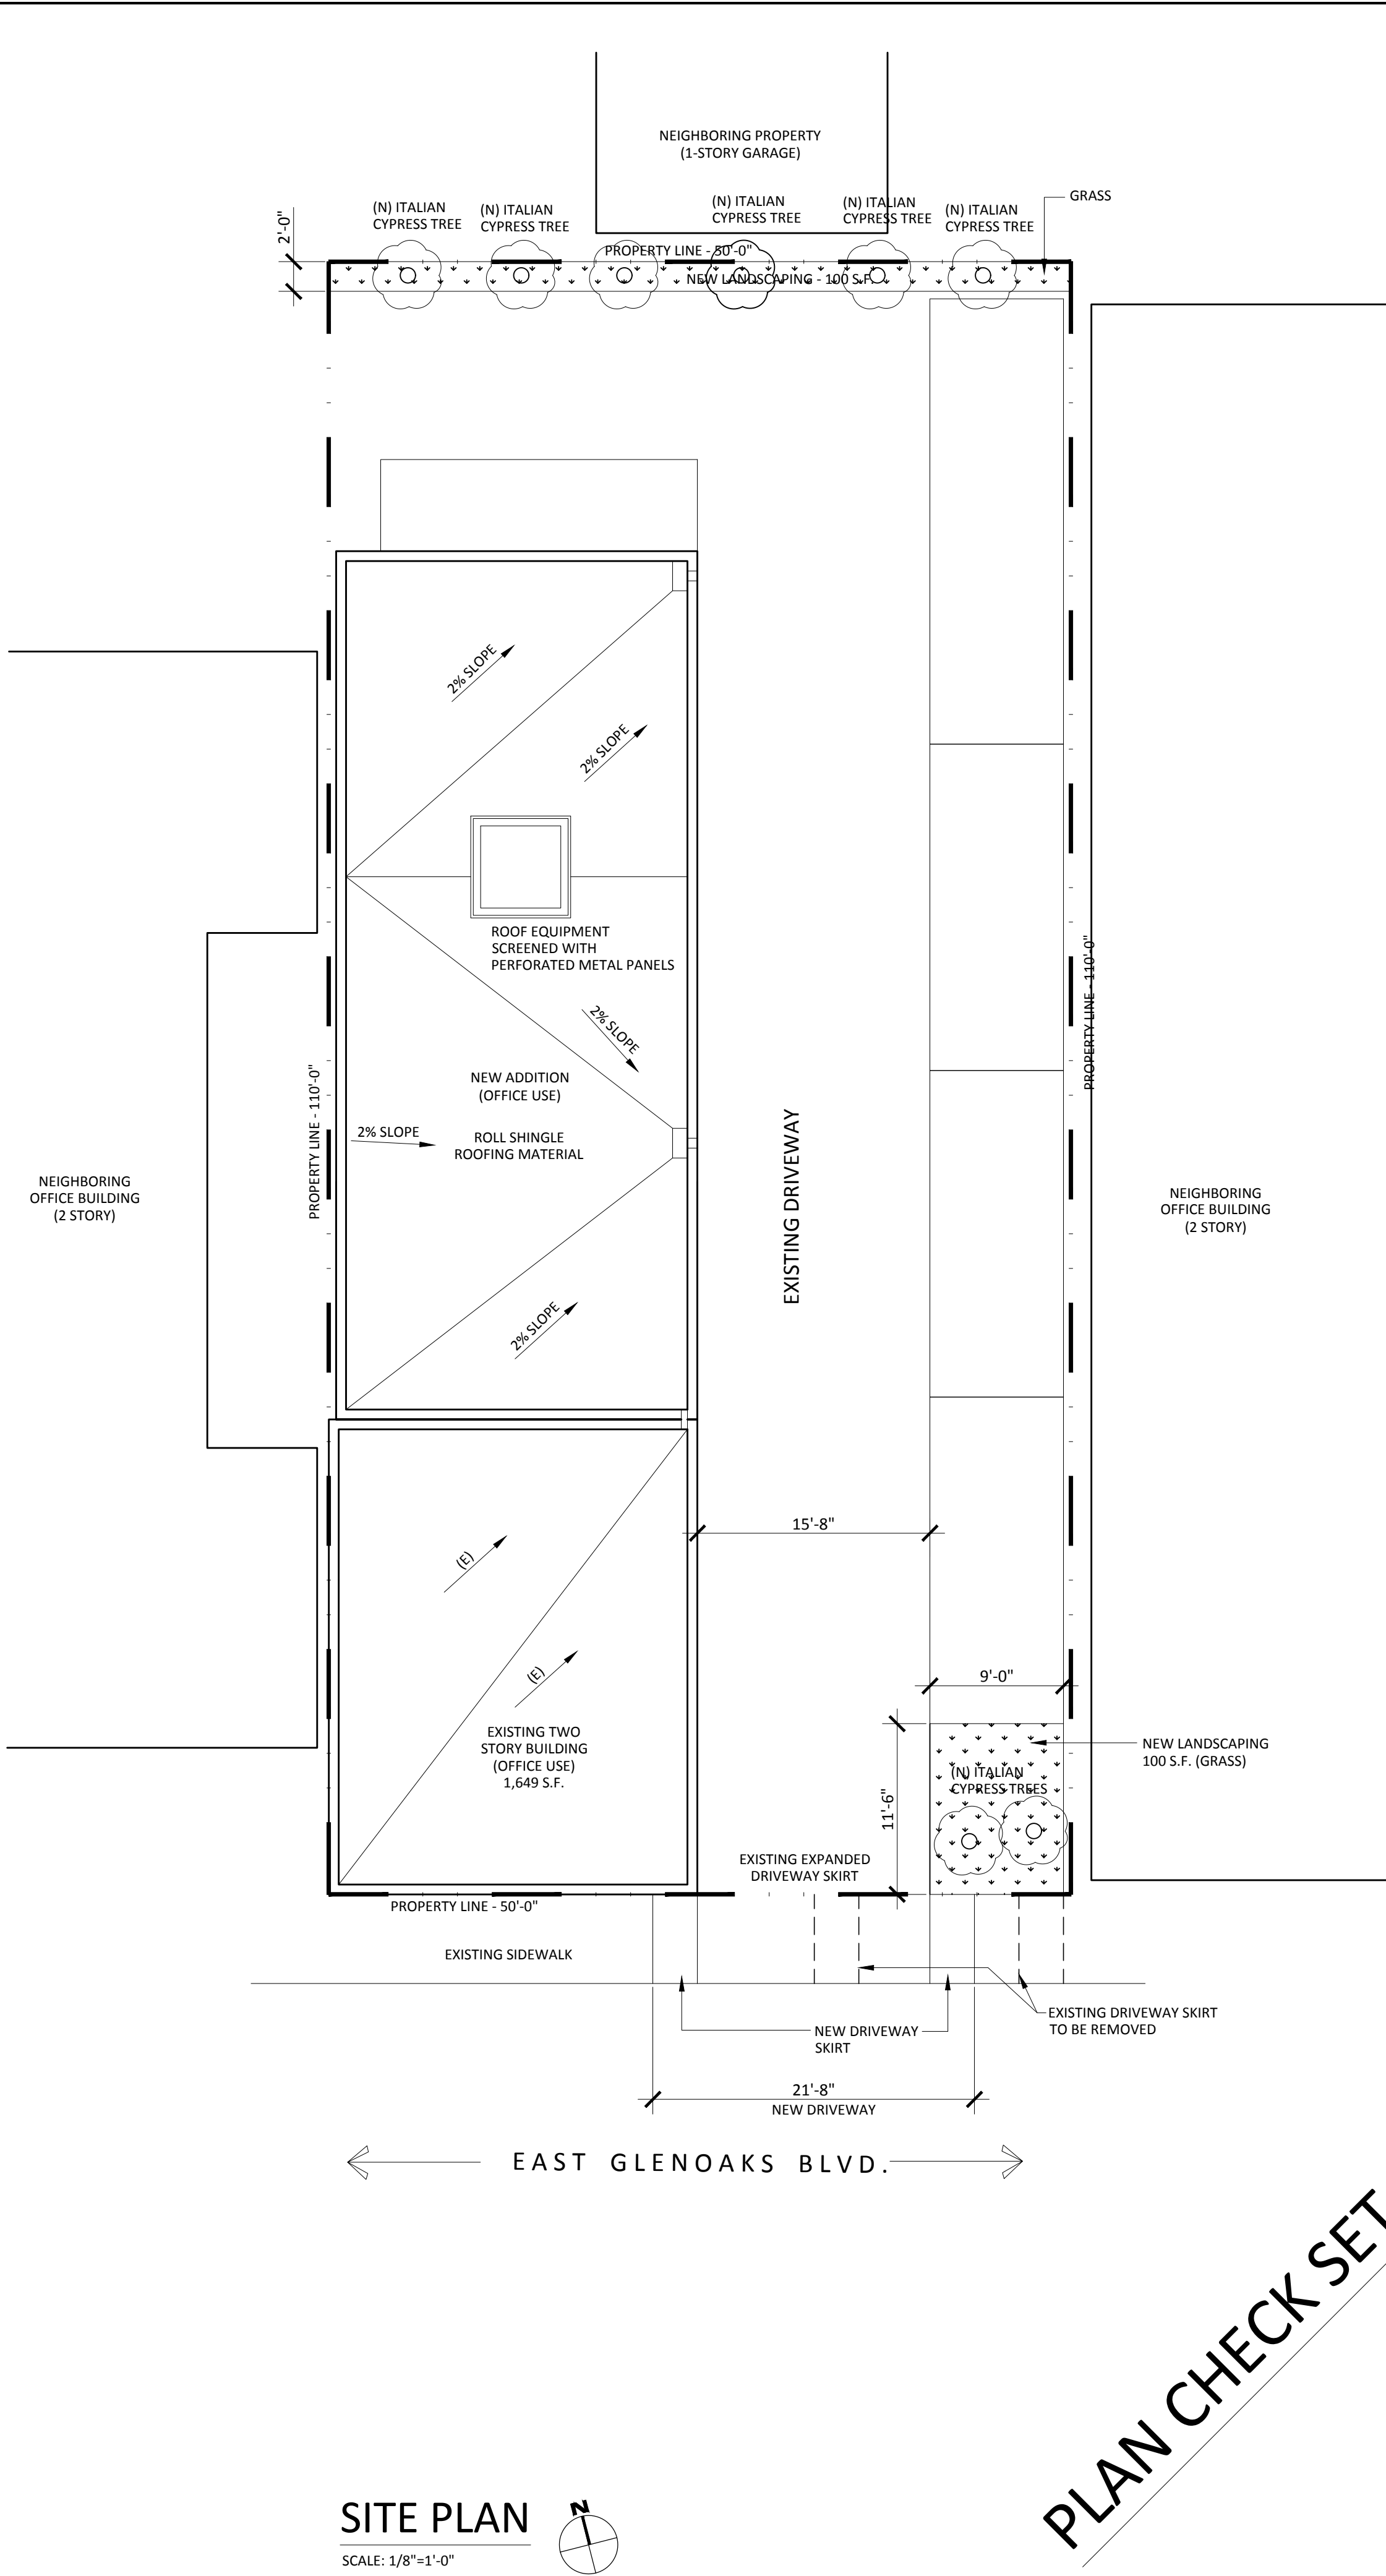 NEIGHBORING PROPERTY
(1-STORY GARAGE)
GRASS
(N) ITALIAN
CYPRESS TREE
(N) ITALIAN
CYPRESS TREE
(N) ITALIAN
CYPRESS TREE
(N) ITALIAN
CYPRESS TREE
(N) ITALIAN
CYPRESS TREE
2'-0"
PROPERTY LINE - 50'-0"
NEW LANDSCAPING - 100 S.F.
2% SLOPE
2% SLOPE
ROOF EQUIPMENT
SCREENED WITH
PERFORATED METAL PANELS
2% SLOPE
NEW ADDITION
(OFFICE USE)
2% SLOPE
ROLL SHINGLE
ROOFING MATERIAL
PROPERTY LINE - 110'-0"
PROPERTY LINE - 110'-0"
EXISTING DRIVEWAY
NEIGHBORING
OFFICE BUILDING
(2 STORY)
NEIGHBORING
OFFICE BUILDING
(2 STORY)
2% SLOPE
15'-8"
(E)
(E)
9'-0"
EXISTING TWO
STORY BUILDING
(OFFICE USE)
1,649 S.F.
NEW LANDSCAPING
100 S.F. (GRASS)
(N) ITALIAN
CYPRESS TREES
11'-6"
EXISTING EXPANDED
DRIVEWAY SKIRT
PROPERTY LINE - 50'-0"
EXISTING SIDEWALK
EXISTING DRIVEWAY SKIRT
TO BE REMOVED
NEW DRIVEWAY
SKIRT
21'-8"
NEW DRIVEWAY
EAST GLENOAKS BLVD.
PLAN CHECK SET
SITE PLAN
N
SCALE: 1/8"=1'-0"